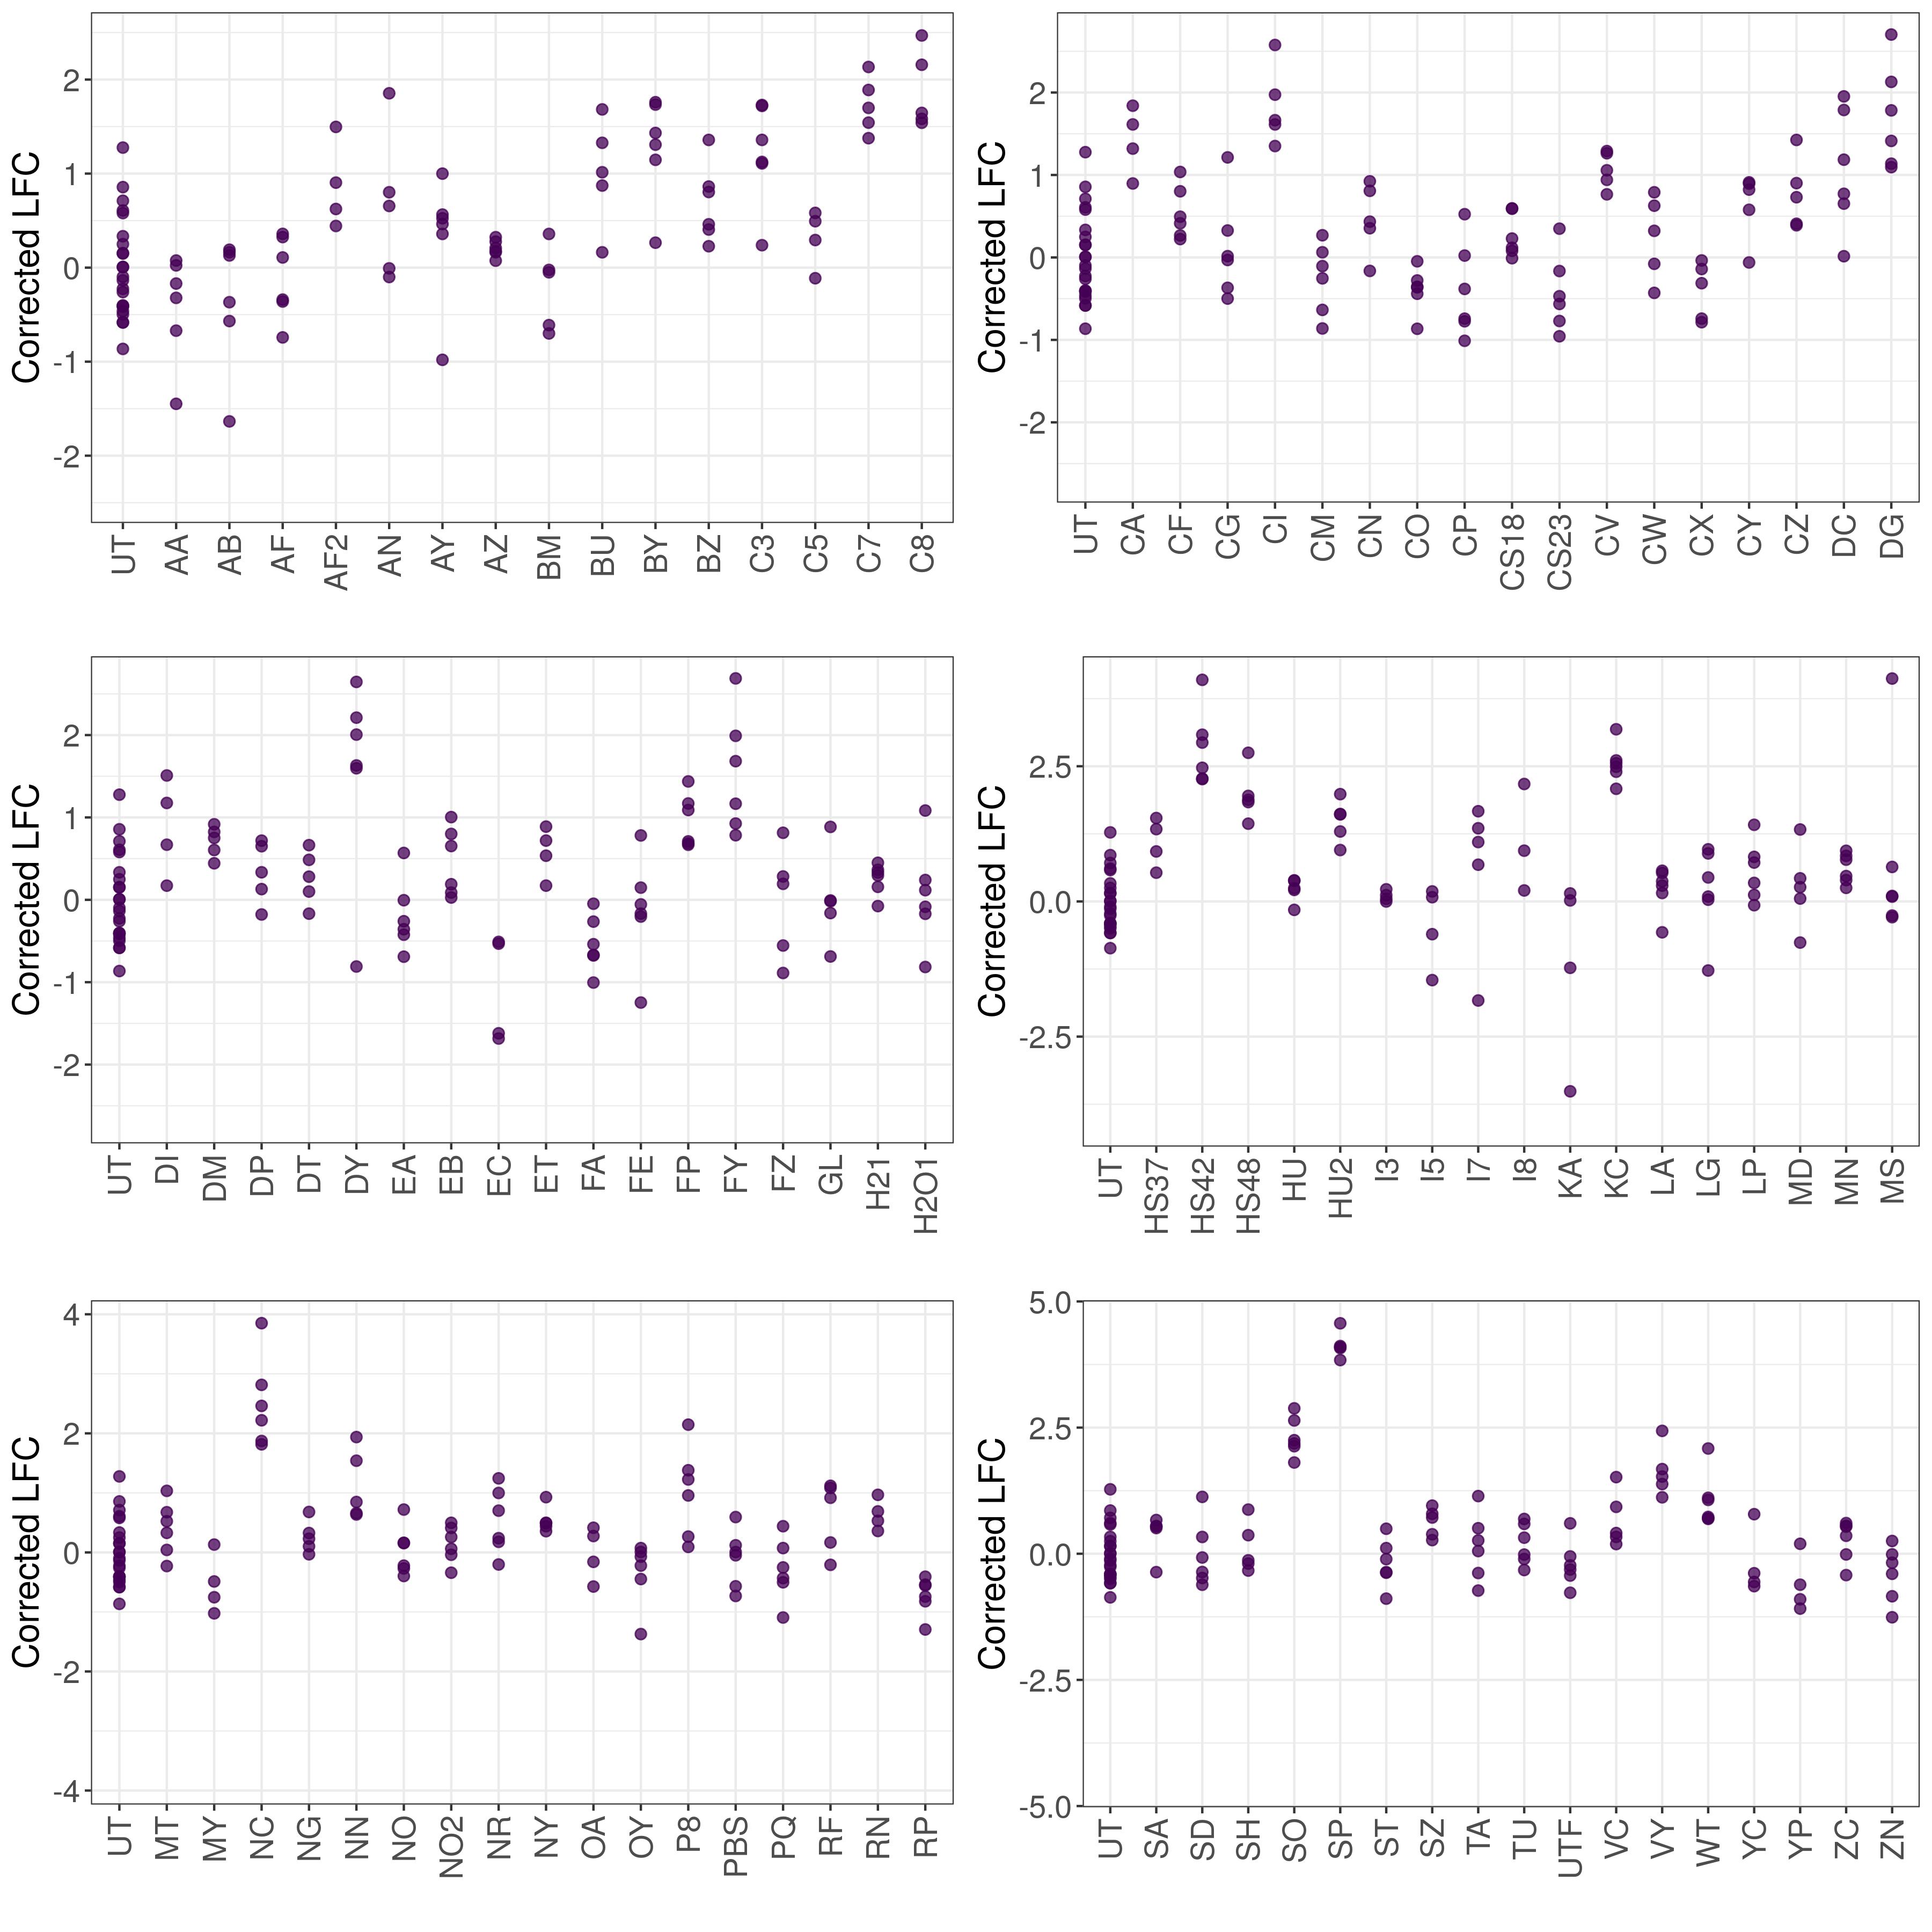 Corrected LFC
2
1
0
-1
-2
UT AA AB AF AF2 AN AY AZ BM BU BY BZ C3 C5 C7 C8
Corrected LFC
2
1
0
-1
-2
UT CA CF CG CI CM CN CO CP CS18 CS23 CV CW CX CY CZ DC DG
Corrected LFC
2
1
0
-1
-2
UT DI DM DP DT DY EA EB EC ET FA FE FP FY FZ GL H21 H2O1
Corrected LFC
2.5
0.0
-2.5
UT HS37 HS42 HS48 HU HU2 I3 I5 I7 I8 KA KC LA LG LP MD MN MS
Corrected LFC
4
2
0
-2
-4
UT MT MY NC NG NN NO NO2 NR NY OA OY P8 PBS PQ RF RN RP
Corrected LFC
5.0
2.5
0.0
-2.5
-5.0
UT SA SD SH SO SP ST SZ TA TU UTF VC VY WT YC YP ZC ZN